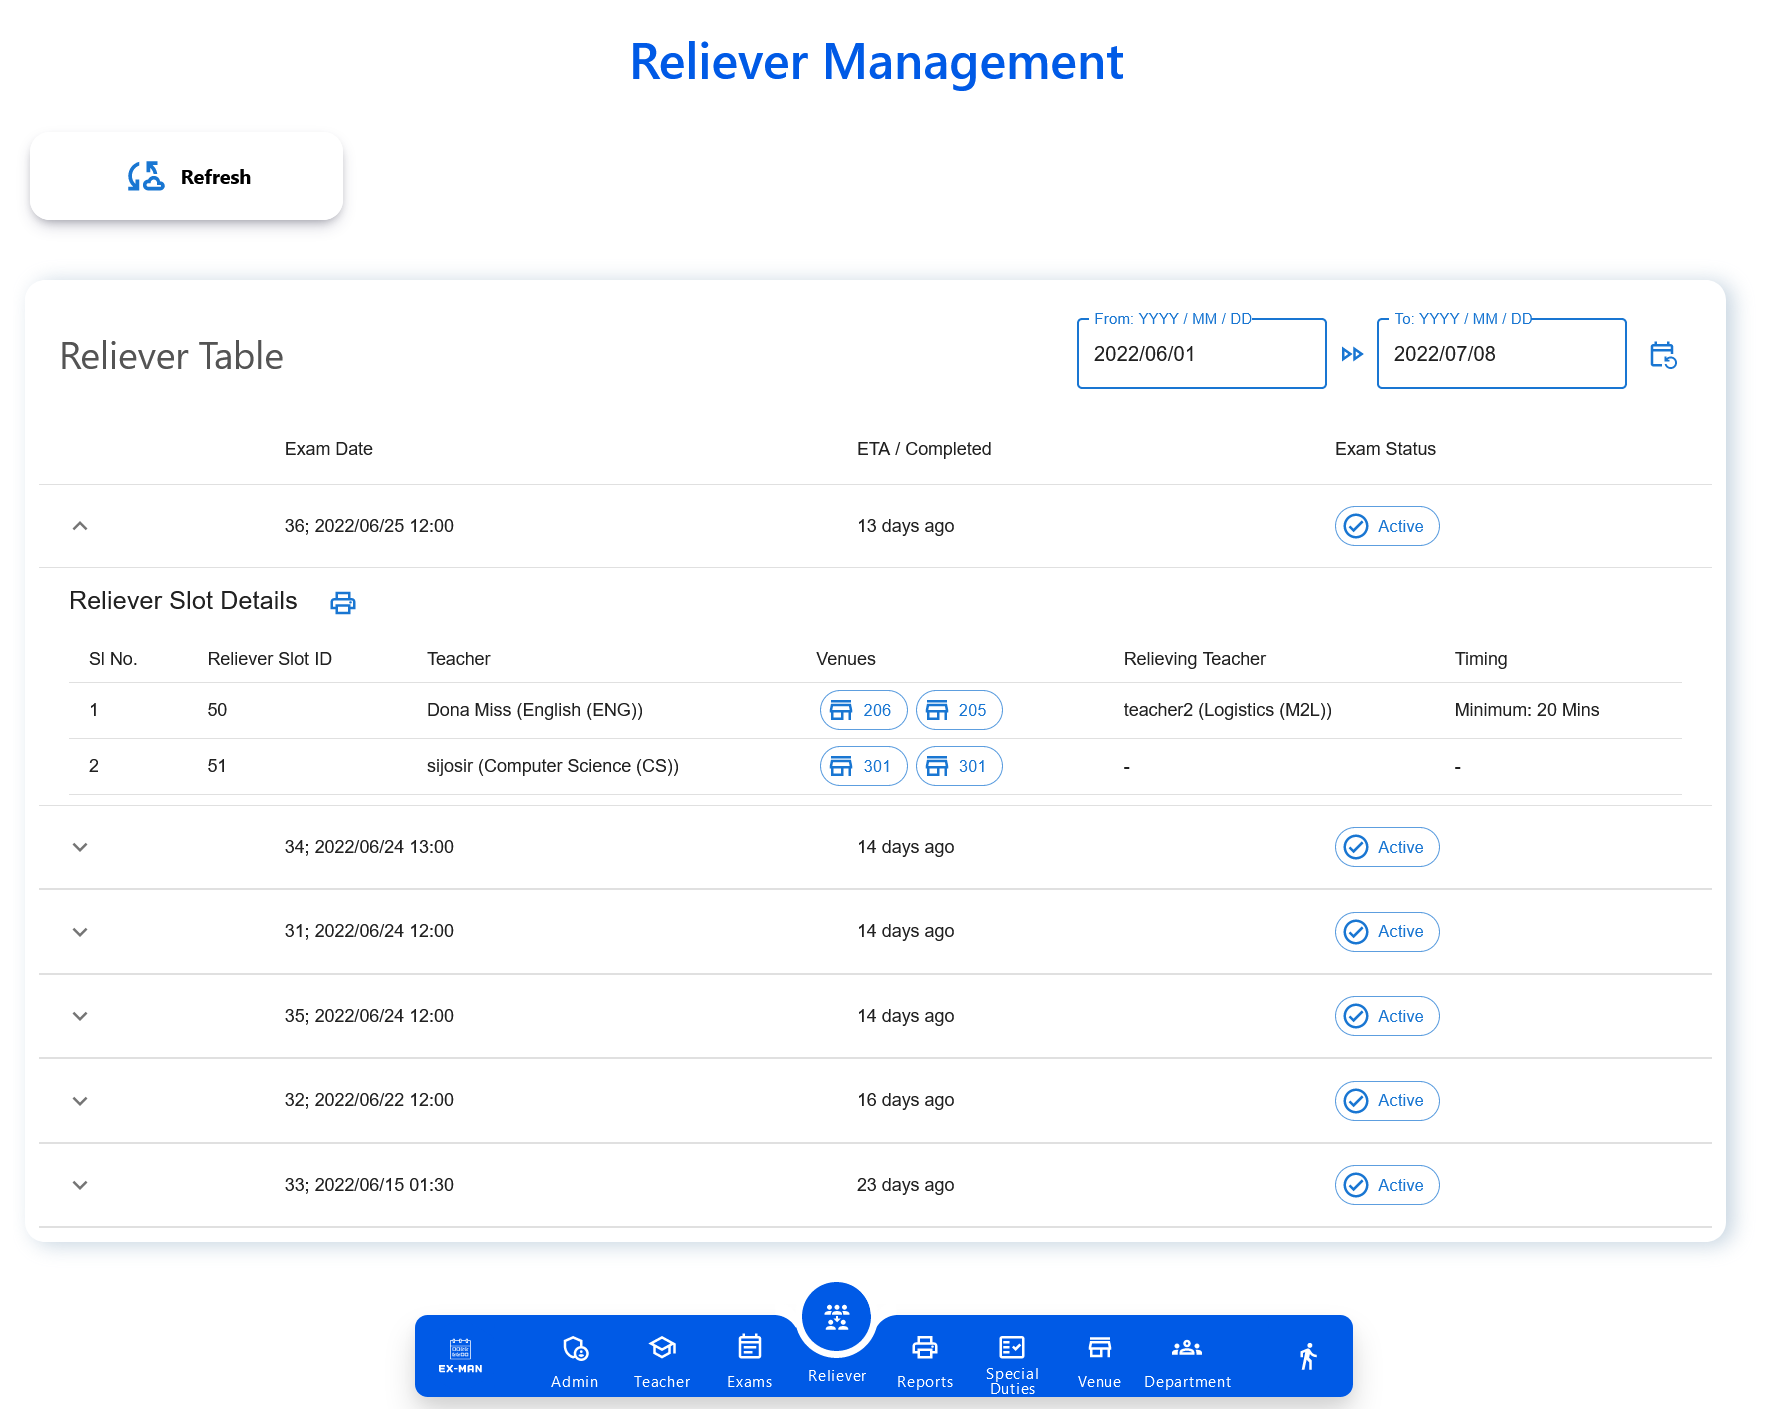 Reliever Management
Refresh
Reliever Table
From: YYYY / MM / DD
2022/06/01
To: YYYY / MM / DD
2022/07/08
Exam Date ETA / Completed Exam Status
36; 2022/06/25 12:00 13 days ago Active
Reliever Slot Details
Sl No. Reliever Slot ID Teacher Venues Relieving Teacher Timing
1 50 Dona Miss (English (ENG)) 206 205 teacher2 (Logistics (M2L)) Minimum: 20 Mins
2 51 sijosir (Computer Science (CS)) 301 301 - -
34; 2022/06/24 13:00 14 days ago Active
31; 2022/06/24 12:00 14 days ago Active
35; 2022/06/24 12:00 14 days ago Active
32; 2022/06/22 12:00 16 days ago Active
33; 2022/06/15 01:30 23 days ago Active
EX-MAN
Admin
Teacher
Exams
Reliever
Reports
Special
Duties
Venue
Department